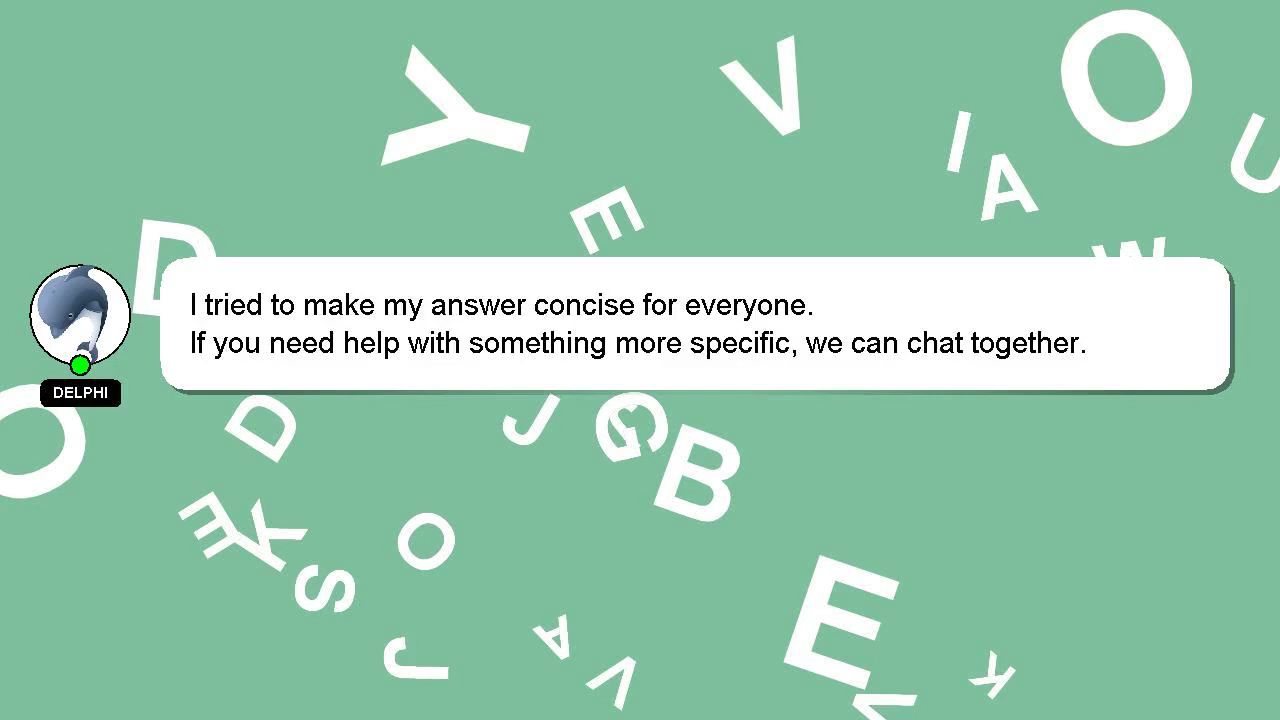 Y
V
O
I
A
U
E
D
W
I tried to make my answer concise for everyone.
If you need help with something more specific, we can chat together.
DELPHI
O
D
J
G
B
E
K
O
S
E
J
A
V
K
V